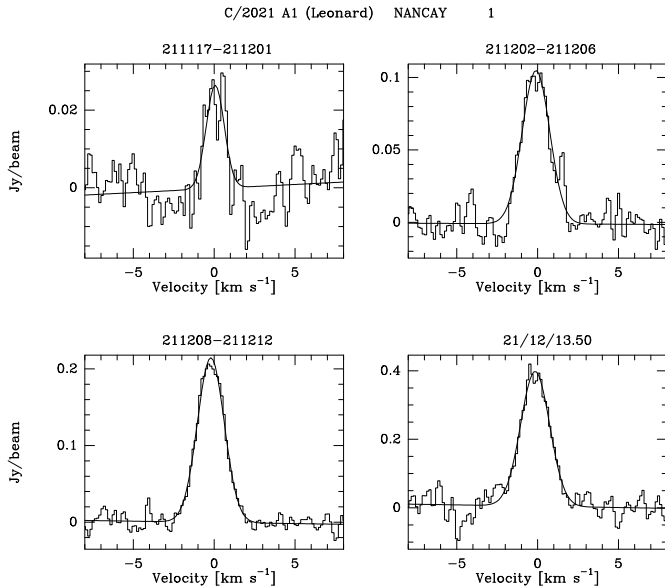 C/2021 A1 (Leonard) NANCAY 1
211117-211201
211202-211206
0.02
0
0.1
0.05
0
Jy/beam
-5 0 5
-5 0 5
Velocity [km s⁻¹]
Velocity [km s⁻¹]
211208-211212
21/12/13.50
0.2
0.1
0
0.4
0.2
0
Jy/beam
-5 0 5
-5 0 5
Velocity [km s⁻¹]
Velocity [km s⁻¹]